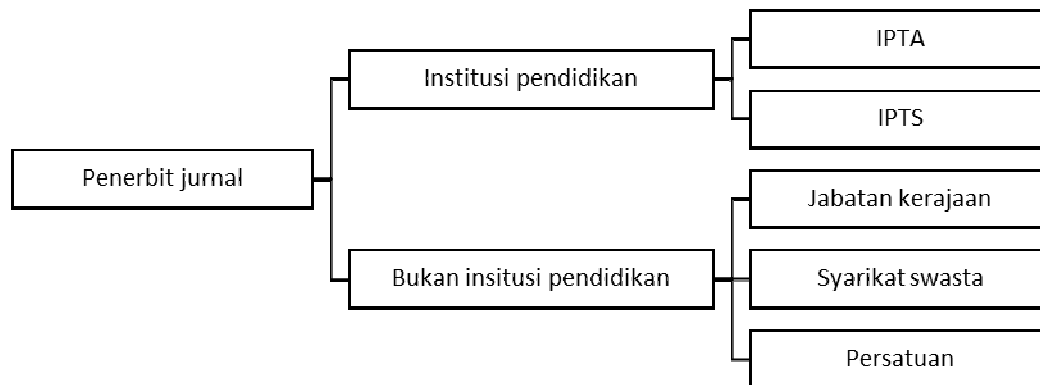 Penerbit jurnal
Institusi pendidikan
IPTA
IPTS
Bukan insitusi pendidikan
Jabatan kerajaan
Syarikat swasta
Persatuan